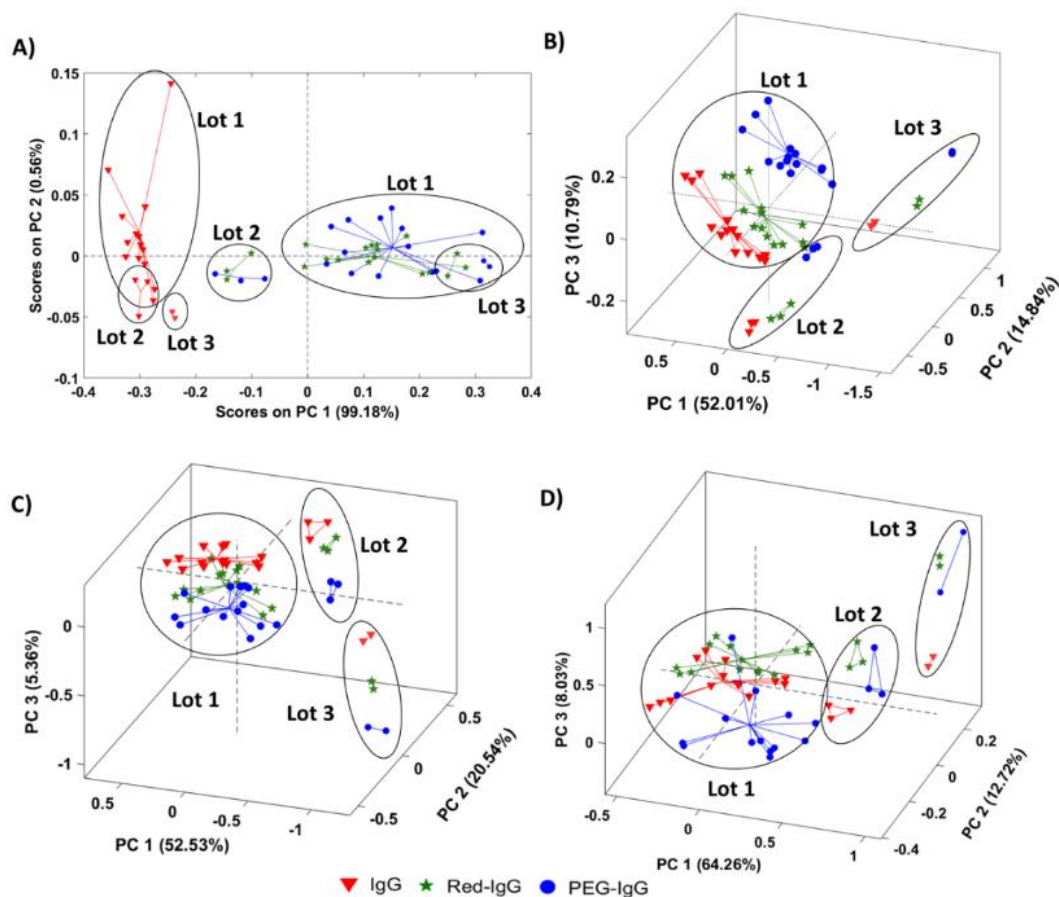 A)
0.15
0.1
0.05
0
-0.05
-0.1
Scores on PC 2 (0.56%)
-0.4 -0.3 -0.2 -0.1 0 0.1 0.2 0.3 0.4
Scores on PC 1 (99.18%)
Lot 1
Lot 2
Lot 1
Lot 2
Lot 3
Lot 3
B)
Lot 1
Lot 3
Lot 2
0.2
0
-0.2
PC 3 (10.79%)
0.5 0 -0.5 -1 -1.5
PC 1 (52.01%)
1
0.5
0
-0.5
PC 2 (14.84%)
C)
Lot 2
Lot 1
Lot 3
0
-0.5
-1
PC 3 (5.36%)
0.5 0 -0.5 -1
PC 1 (52.53%)
0.5
0
-0.5
PC 2 (20.54%)
D)
Lot 3
Lot 2
Lot 1
1
0.5
0
PC 3 (8.03%)
-0.5 0 0.5 1
PC 1 (64.26%)
0.2
0
-0.2
-0.4
PC 2 (12.72%)
IgG Red-IgG PEG-IgG